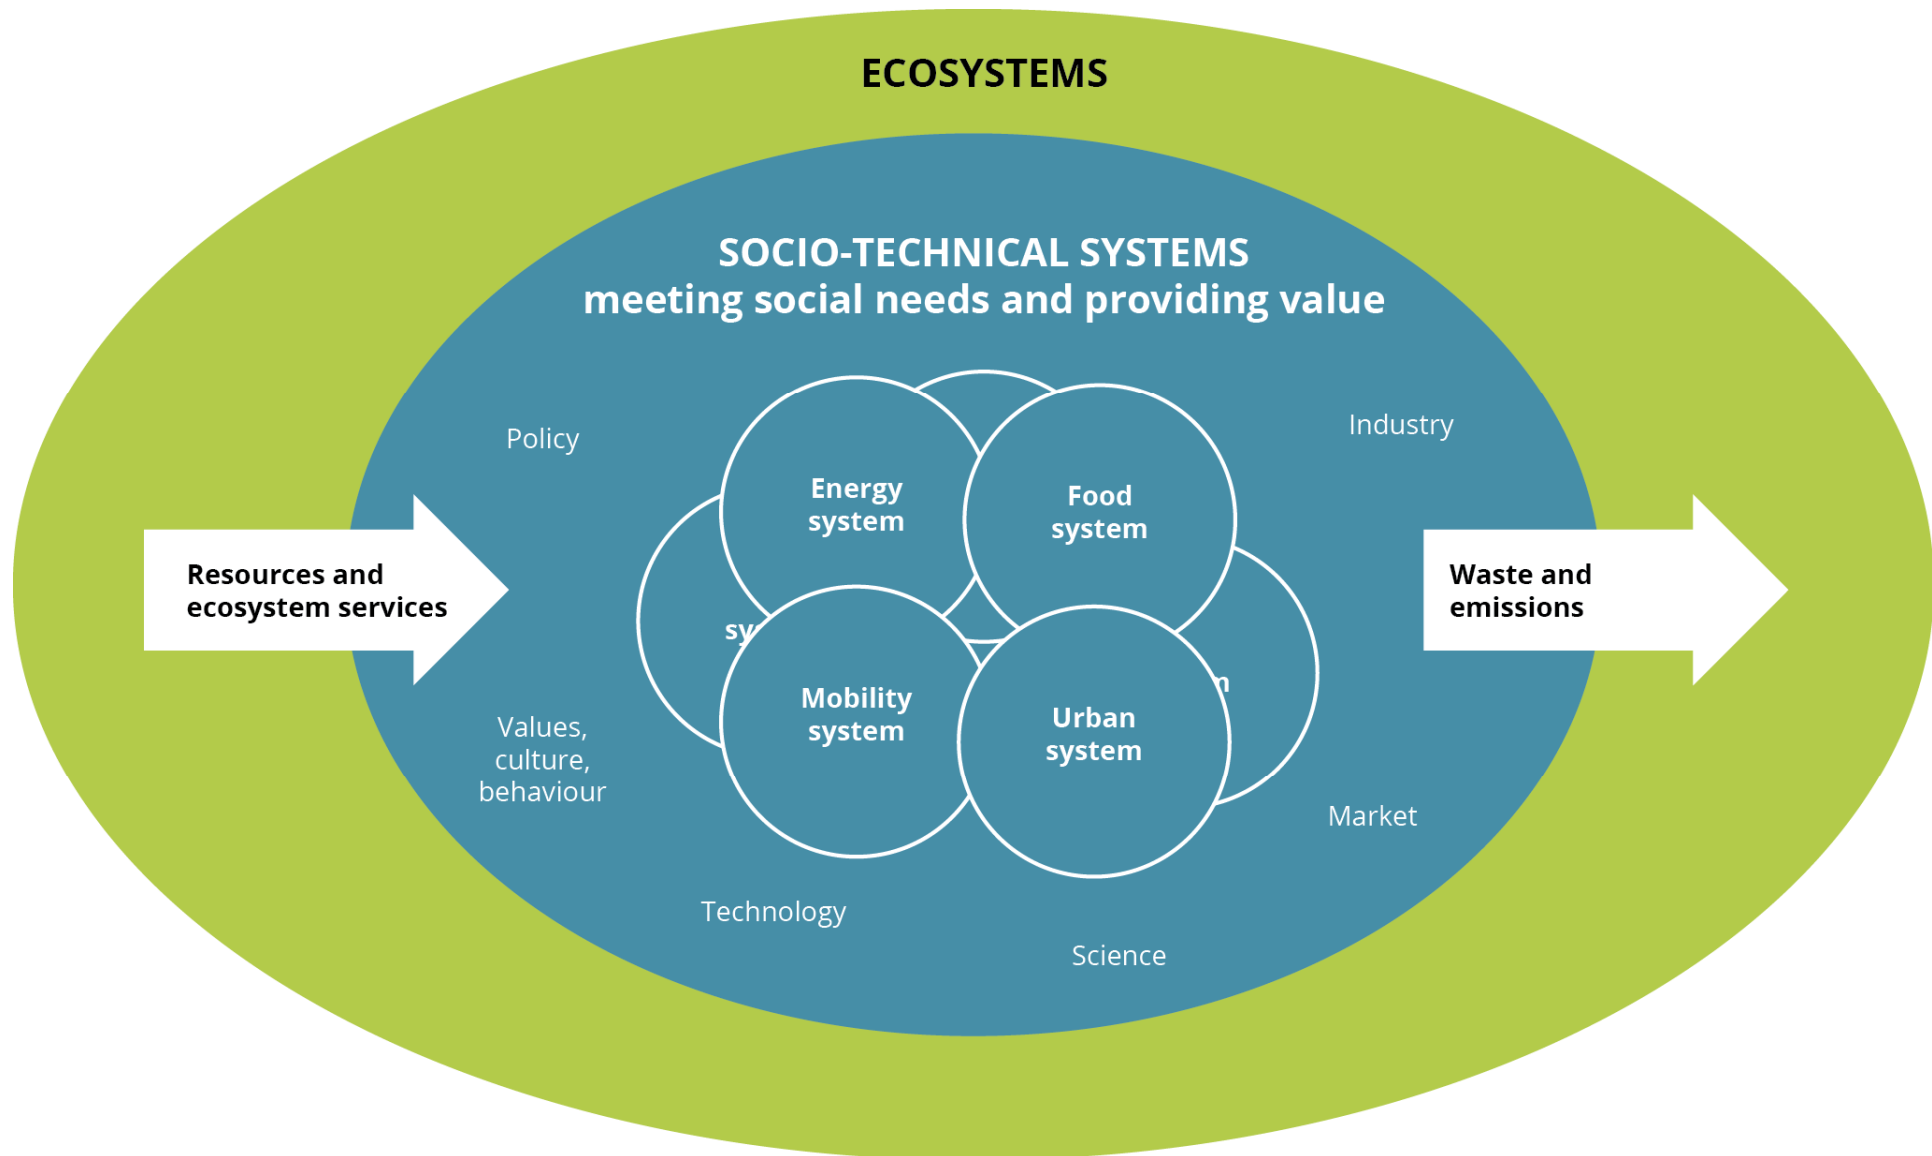 ECOSYSTEMS
SOCIO-TECHNICAL SYSTEMS
meeting social needs and providing value
Policy
Industry
Energy
system
Food
system
Resources and
ecosystem services
Waste and
emissions
Mobility
system
Urban
system
Values,
culture,
behaviour
Market
Technology
Science